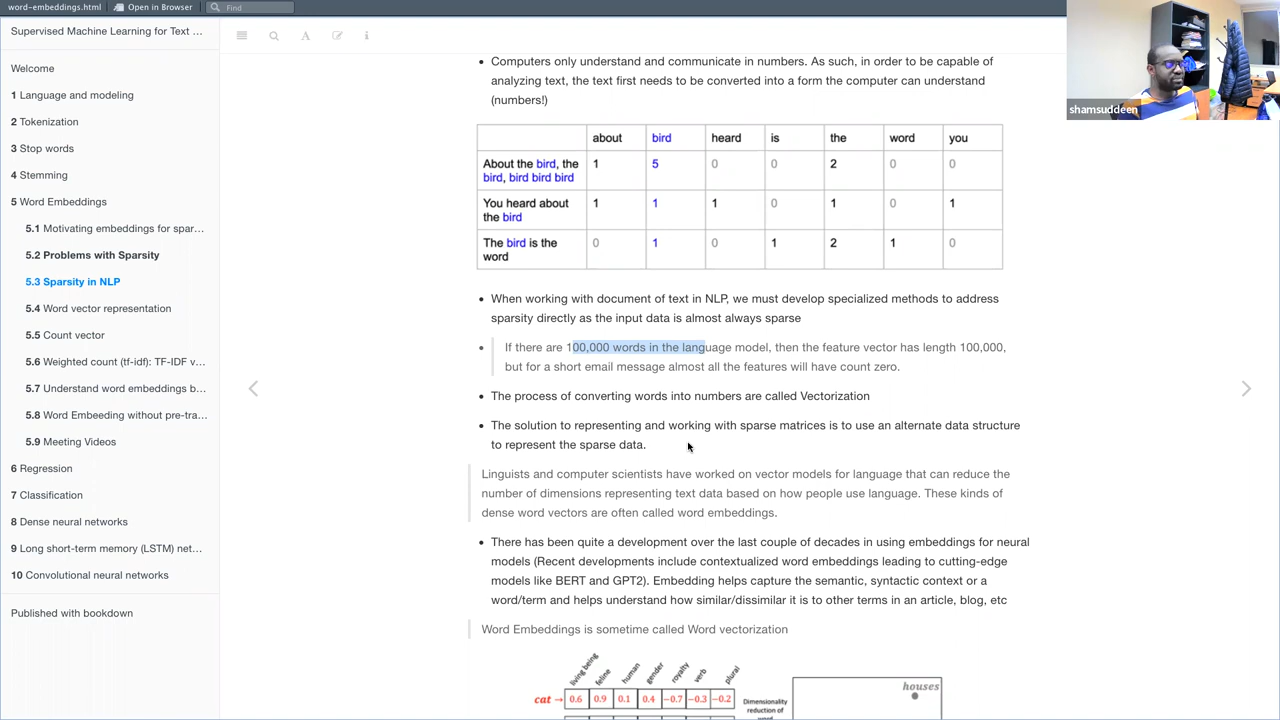 word-embeddings.html
Open in Browser
Find
Supervised Machine Learning for Text ...
Welcome
1 Language and modeling
2 Tokenization
3 Stop words
4 Stemming
5 Word Embeddings
5.1 Motivating embeddings for spar...
5.2 Problems with Sparsity
5.3 Sparsity in NLP
5.4 Word vector representation
5.5 Count vector
5.6 Weighted count (tf-idf): TF-IDF v...
5.7 Understand word embeddings b...
5.8 Word Embeeding without pre-tra...
5.9 Meeting Videos
6 Regression
7 Classification
8 Dense neural networks
9 Long short-term memory (LSTM) net...
10 Convolutional neural networks
Published with bookdown
A
i
• Computers only understand and communicate in numbers. As such, in order to be capable of
analyzing text, the text first needs to be converted into a form the computer can understand
(numbers!)
about bird heard is the word you
About the bird, the 1 5 0 0 2 0 0
bird, bird bird bird
You heard about 1 1 1 0 1 0 1
the bird
The bird is the 0 1 0 1 2 1 0
word
• When working with document of text in NLP, we must develop specialized methods to address
sparsity directly as the input data is almost always sparse
• If there are 100,000 words in the language model, then the feature vector has length 100,000,
but for a short email message almost all the features will have count zero.
• The process of converting words into numbers are called Vectorization
• The solution to representing and working with sparse matrices is to use an alternate data structure
to represent the sparse data.
Linguists and computer scientists have worked on vector models for language that can reduce the
number of dimensions representing text data based on how people use language. These kinds of
dense word vectors are often called word embeddings.
• There has been quite a development over the last couple of decades in using embeddings for neural
models (Recent developments include contextualized word embeddings leading to cutting-edge
models like BERT and GPT2). Embedding helps capture the semantic, syntactic context or a
word/term and helps understand how similar/dissimilar it is to other terms in an article, blog, etc
Word Embeddings is sometime called Word vectorization
living being feline human gender royalty verb plural
cat → 0.6 0.9 0.1 0.4 −0.7 −0.3 −0.2
Dimensionality
reduction of
houses
shamsuddeen